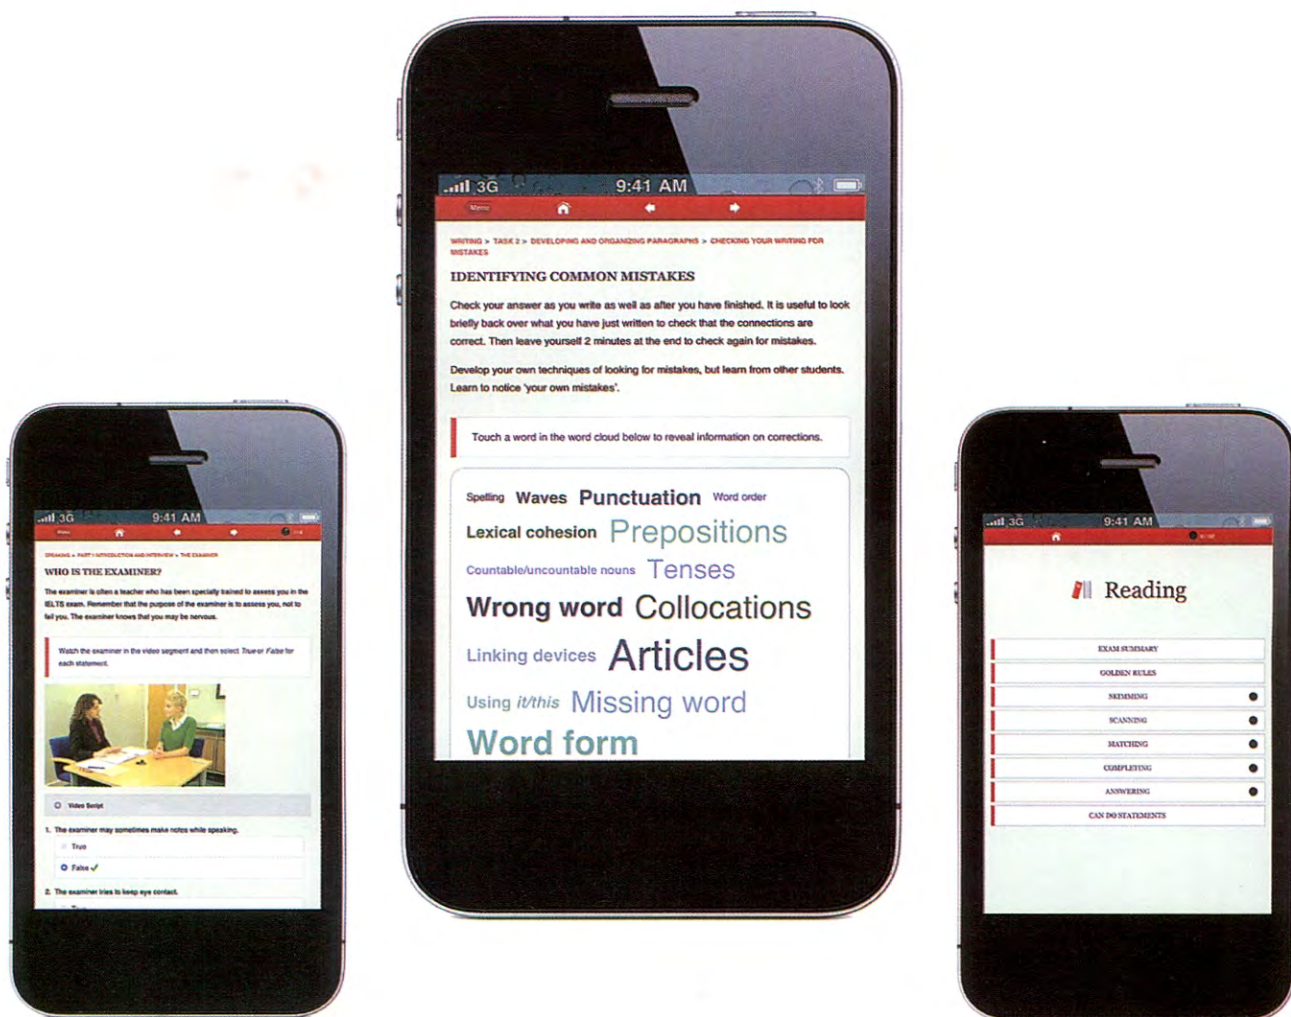 3G 9:41 AM
Menu
WRITING > TASK 2 > DEVELOPING AND ORGANIZING PARAGRAPHS > CHECKING YOUR WRITING FOR
MISTAKES
IDENTIFYING COMMON MISTAKES
Check your answer as you write as well as after you have finished. It is useful to look
briefly back over what you have just written to check that the connections are
correct. Then leave yourself 2 minutes at the end to check again for mistakes.
Develop your own techniques of looking for mistakes, but learn from other students.
Learn to notice 'your own mistakes'.
Touch a word in the word cloud below to reveal information on corrections.
Spelling Waves Punctuation Word order
Lexical cohesion Prepositions
Countable/uncountable nouns Tenses
Wrong word Collocations
Linking devices Articles
Using it/this Missing word
Word form
3G 9:41 AM
Menu
SPEAKING > PART 1 INTRODUCTION AND INTERVIEW > THE EXAMINER
WHO IS THE EXAMINER?
The examiner is often a teacher who has been specially trained to assess you in the
IELTS exam. Remember that the purpose of the examiner is to assess you, not to
fail you. The examiner knows that you may be nervous.
Watch the examiner in the video segment and then select True or False for
each statement.
Video Script
1. The examiner may sometimes make notes while speaking.
True
False
2. The examiner tries to keep eye contact.
3G 9:41 AM
Reading
EXAM SUMMARY
GOLDEN RULES
SKIMMING
SCANNING
MATCHING
COMPLETING
ANSWERING
CAN DO STATEMENTS